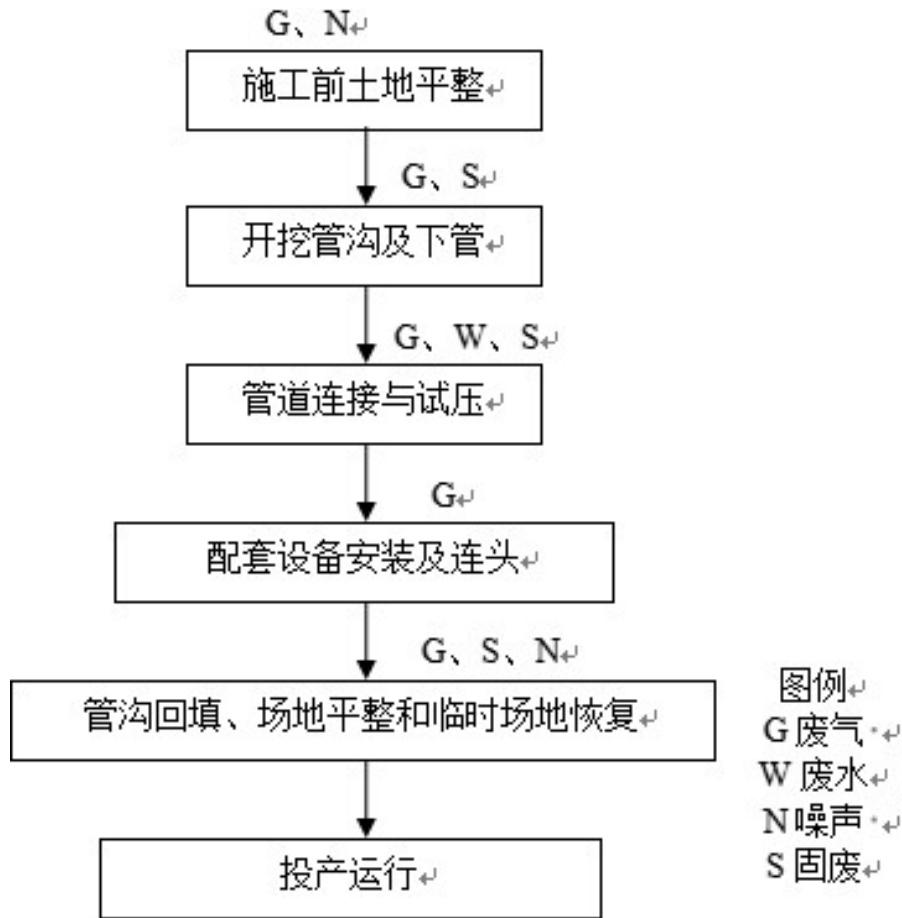 G、N
施工前土地平整
G、S
开挖管沟及下管
G、W、S
管道连接与试压
G
配套设备安装及连头
G、S、N
管沟回填、场地平整和临时场地恢复
投产运行
图例
G 废气
W 废水
N 噪声
S 固废